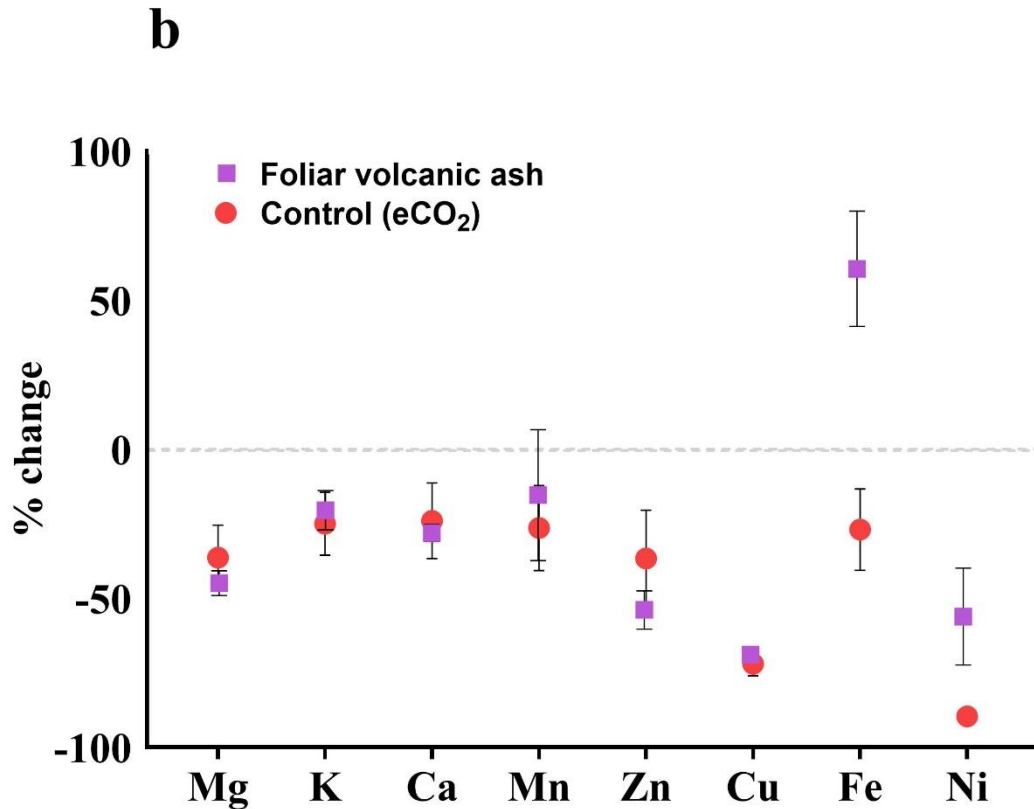 b
100
Foliar volcanic ash
Control (eCO₂)
50
% change
0
-50
-100
Mg K Ca Mn Zn Cu Fe Ni